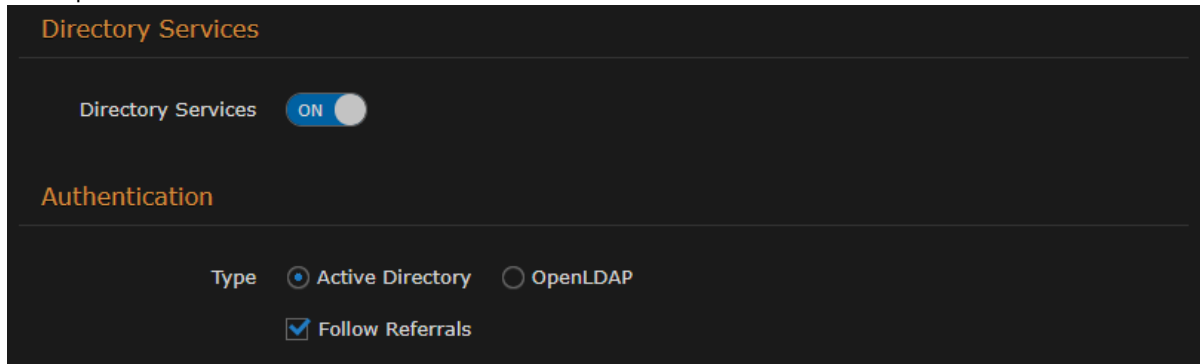 Directory Services
Directory Services ON
Authentication
Type Active Directory OpenLDAP
Follow Referrals